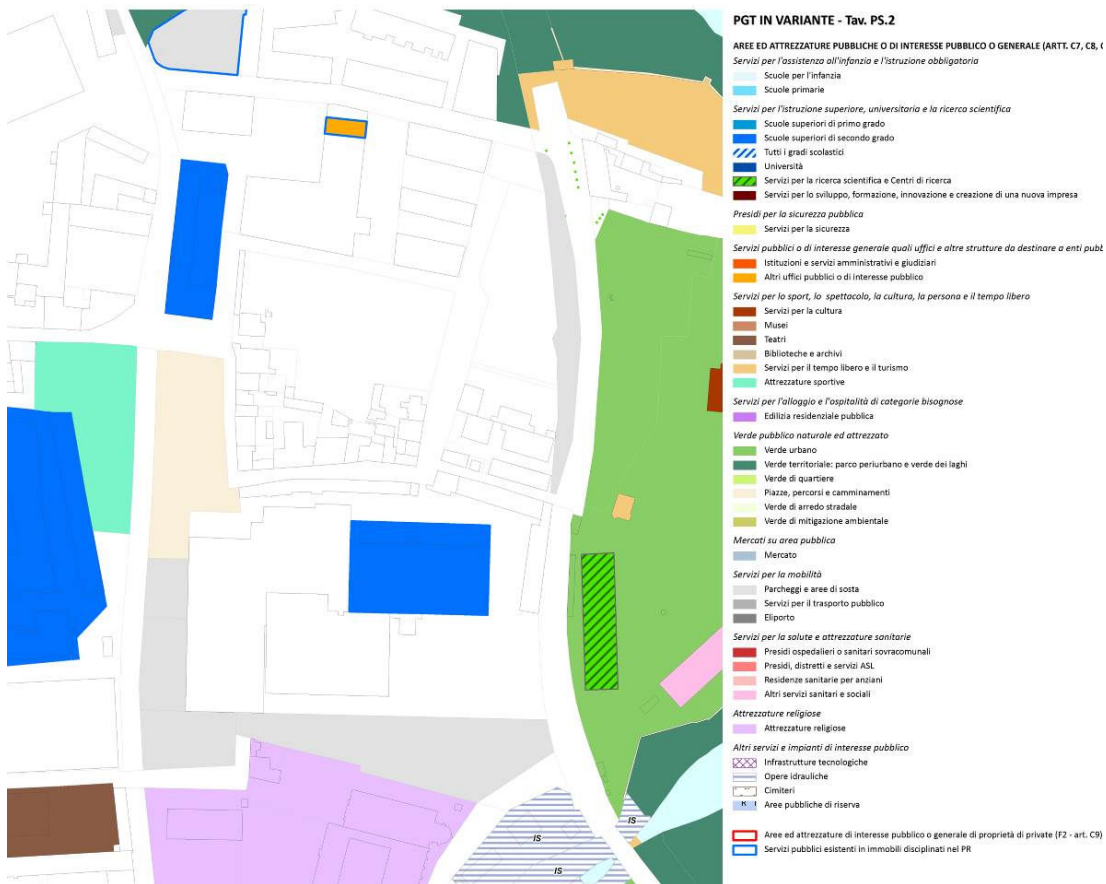 PGT IN VARIANTE - Tav. PS.2
AREE ED ATTREZZATURE PUBBLICHE O DI INTERESSE PUBBLICO O GENERALE (ARTT. C7, C8,
Servizi per l'assistenza all'infanzia e l'istruzione obbligatoria
Scuole per l'infanzia
Scuole primarie
Servizi per l'istruzione superiore, universitaria e la ricerca scientifica
Scuole superiori di primo grado
Scuole superiori di secondo grado
Tutti i gradi scolastici
Università
Servizi per la ricerca scientifica e Centri di ricerca
Servizi per lo sviluppo, formazione, innovazione e creazione di una nuova impresa
Presidi per la sicurezza pubblica
Servizi per la sicurezza
Servizi pubblici o di interesse generale quali uffici e altre strutture da destinare a enti pubb
Istituzioni e servizi amministrativi e giudiziari
Altri uffici pubblici o di interesse pubblico
Servizi per lo sport, lo spettacolo, la cultura, la persona e il tempo libero
Servizi per la cultura
Musei
Teatri
Biblioteche e archivi
Servizi per il tempo libero e il turismo
Attrezzature sportive
Servizi per l'alloggio e l'ospitalità di categorie bisognose
Edilizia residenziale pubblica
Verde pubblico naturale ed attrezzato
Verde urbano
Verde territoriale: parco periurbano e verde dei laghi
Verde di quartiere
Piazze, percorsi e camminamenti
Verde di arredo stradale
Verde di mitigazione ambientale
Mercati su area pubblica
Mercato
Servizi per la mobilità
Parcheggi e aree di sosta
Servizi per il trasporto pubblico
Eliporto
Servizi per la salute e attrezzature sanitarie
Presidi ospedalieri o sanitari sovracomunali
Presidi, distretti e servizi ASL
Residenze sanitarie per anziani
Altri servizi sanitari e sociali
Attrezzature religiose
Attrezzature religiose
Altri servizi e impianti di interesse pubblico
Infrastrutture tecnologiche
Opere idrauliche
Cimiteri
Aree pubbliche di riserva
Aree ed attrezzature di interesse pubblico o generale di proprietà di private (F2 - art. C9)
Servizi pubblici esistenti in immobili disciplinati nel PR
IS
IS
IS